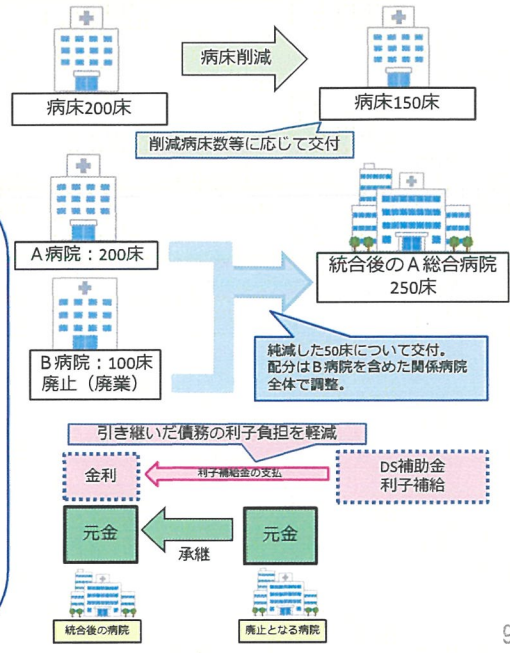 病床削減
病床200床
病床150床
削減病床数等に応じて交付
A病院：200床
統合後のA総合病院
250床
B病院：100床
廃止（廃業）
純減した50床について交付。
配分はB病院を含めた関係病院
全体で調整。
引き継いだ債務の利子負担を軽減
金利
利子補給金の支払
DS補助金
利子補給
元金
元金
承継
統合後の病院
廃止となる病院
9